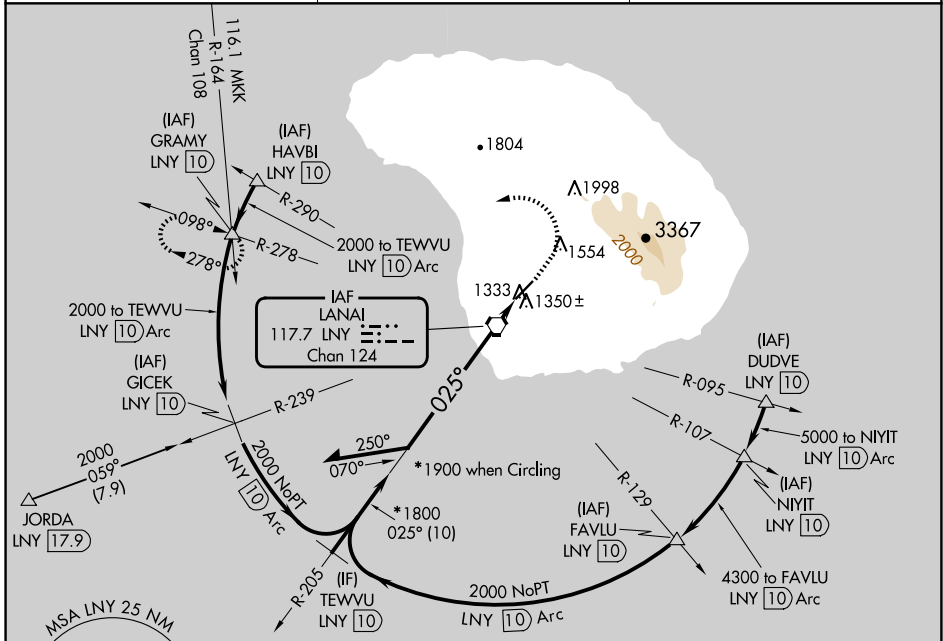 116.1 MKK
R-164
Chan 108
(IAF)
GRAMY
LNY 10
(IAF)
HAVBI
LNY 10
R-290
098°
278°
R-278
2000 to TEWVU
LNY 10 Arc
2000 to TEWVU
LNY 10 Arc
1804
1998
3367
2000
1554
1333
1350±
IAF
LANAI
117.7 LNY
Chan 124
(IAF)
GICEK
LNY 10
R-239
025°
(IAF)
DUDVE
LNY 10
R-095
R-107
5000 to NIYIT
LNY 10 Arc
(IAF)
NIYIT
LNY 10
2000
059°
(7.9)
JORDA
LNY 17.9
2000 NoPT
LNY 10 Arc
250°
070°
*1900 when Circling
*1800
025° (10)
R-129
(IAF)
FAVLU
LNY 10
4300 to FAVLU
LNY 10 Arc
R-205
(IF)
TEWVU
LNY 10
2000 NoPT
LNY 10 Arc
MSA LNY 25 NM